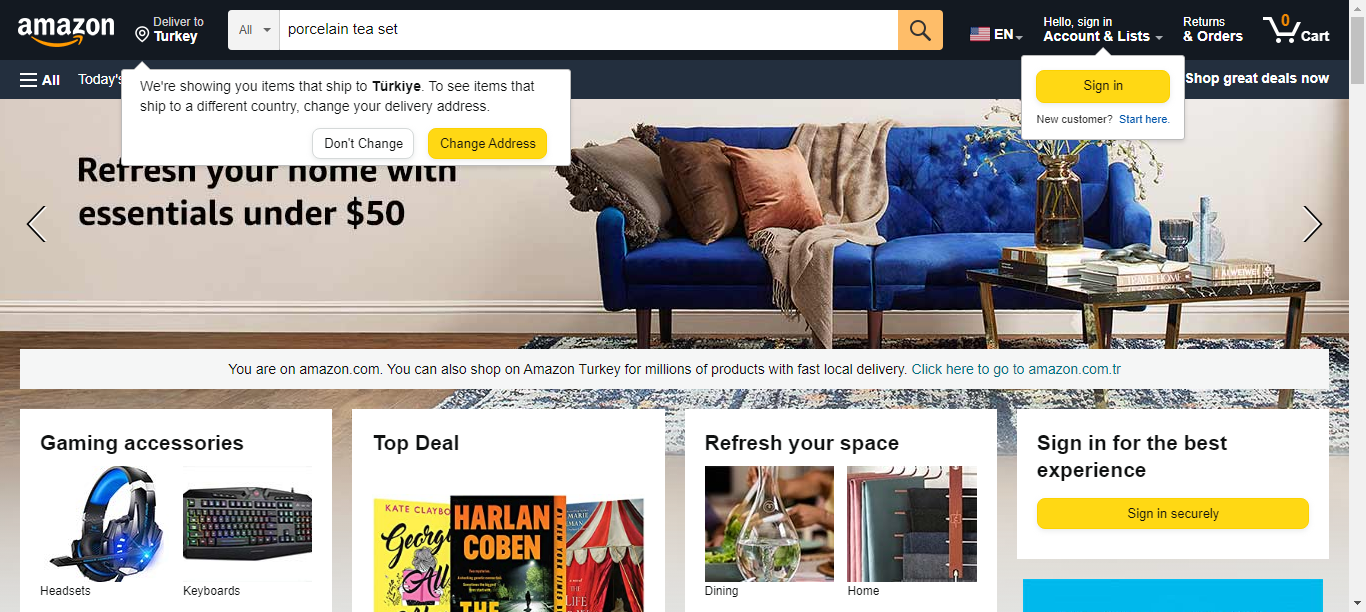 amazon
Deliver to
Turkey
All
porcelain tea set
EN
Hello, sign in
Account & Lists
Returns
& Orders
0
Cart
All
Today's
Shop great deals now
We're showing you items that ship to Türkiye. To see items that
ship to a different country, change your delivery address.
Don't Change
Change Address
Sign in
New customer? Start here.
Refresh your home with
essentials under $50
You are on amazon.com. You can also shop on Amazon Turkey for millions of products with fast local delivery. Click here to go to amazon.com.tr
Gaming accessories
Headsets
Keyboards
Top Deal
KATE CLAYBO
Georgi
All
HARLAN
COBEN
THE
Refresh your space
Dining
Home
Sign in for the best
experience
Sign in securely